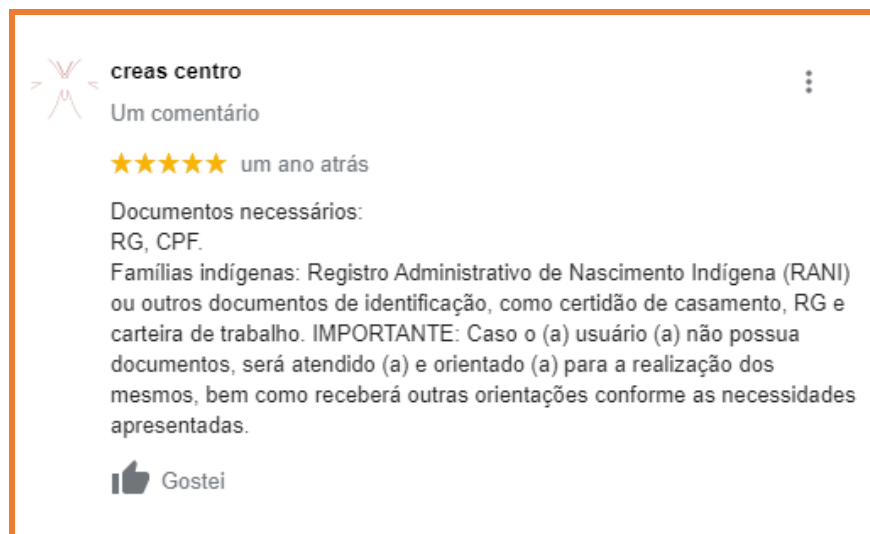 creas centro
Um comentário
um ano atrás
Documentos necessários:
RG, CPF.
Famílias indígenas: Registro Administrativo de Nascimento Indígena (RANI)
ou outros documentos de identificação, como certidão de casamento, RG e
carteira de trabalho. IMPORTANTE: Caso o (a) usuário (a) não possua
documentos, será atendido (a) e orientado (a) para a realização dos
mesmos, bem como receberá outras orientações conforme as necessidades
apresentadas.
Gostei